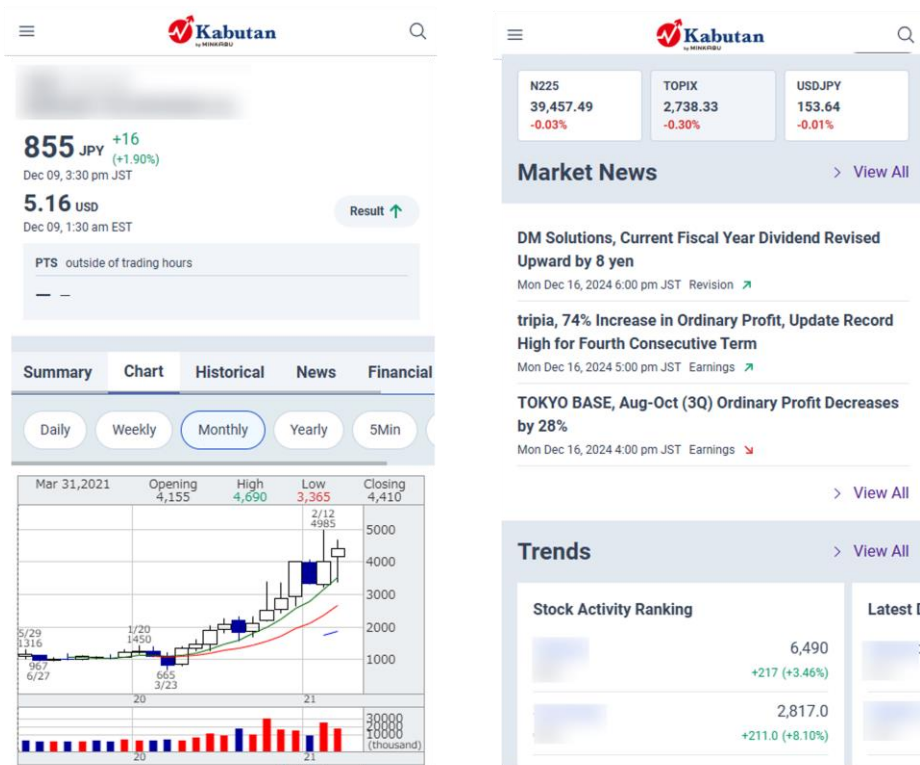 Kabutan
by MINKABU
855 JPY +16
(+1.90%)
Dec 09, 3:30 pm JST
5.16 USD
Dec 09, 1:30 am EST
Result ↑
PTS outside of trading hours
— –
Summary Chart Historical News Financial
Daily Weekly Monthly Yearly 5Min
Mar 31,2021 Opening High Low Closing
4,155 4,690 3,365 4,410
2/12
4985
5000
4000
3000
2000
1000
5/29
1316
967
6/27
1/20
1450
665
3/23
20 21
30000
20000
10000
(thousand)
20 21
Kabutan
by MINKABU
N225 TOPIX USDJPY
39,457.49 2,738.33 153.64
-0.03% -0.30% -0.01%
Market News > View All
DM Solutions, Current Fiscal Year Dividend Revised
Upward by 8 yen
Mon Dec 16, 2024 6:00 pm JST Revision
tripia, 74% Increase in Ordinary Profit, Update Record
High for Fourth Consecutive Term
Mon Dec 16, 2024 5:00 pm JST Earnings
TOKYO BASE, Aug-Oct (3Q) Ordinary Profit Decreases
by 28%
Mon Dec 16, 2024 4:00 pm JST Earnings
> View All
Trends > View All
Stock Activity Ranking Latest
6,490
+217 (+3.46%)
2,817.0
+211.0 (+8.10%)